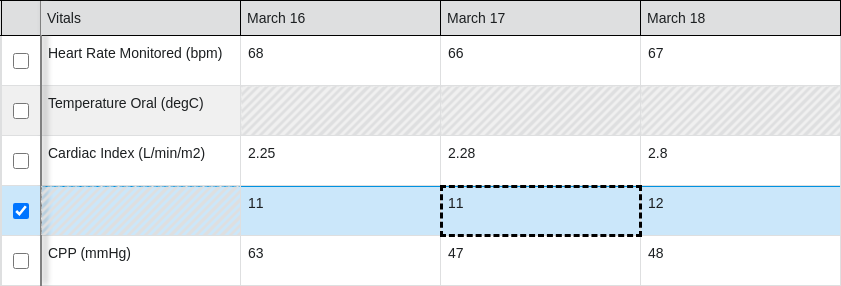 Vitals March 16 March 17 March 18
Heart Rate Monitored (bpm) 68 66 67
Temperature Oral (degC)
Cardiac Index (L/min/m2) 2.25 2.28 2.8
11 11 12
CPP (mmHg) 63 47 48